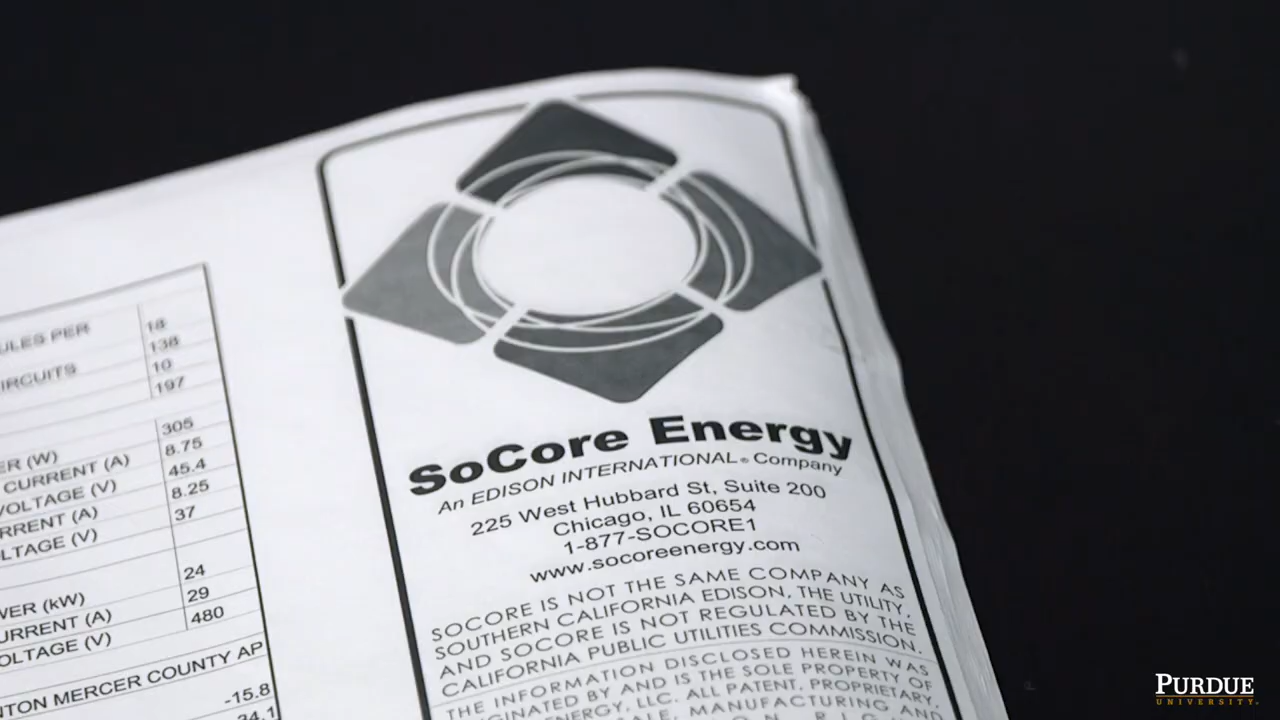 ULES PER 18
138
IRCUITS 10
197
305
ER (W) 8.75
CURRENT (A) 45.4
VOLTAGE (V) 8.25
RRENT (A) 37
LTAGE (V)
24
WER (kW) 29
URRENT (A) 480
OLTAGE (V)
NTON MERCER COUNTY AP
-15.8
34.1
SoCore Energy
An EDISON INTERNATIONAL® Company
225 West Hubbard St, Suite 200
Chicago, IL 60654
1-877-SOCORE1
www.socoreenergy.com
SOCORE IS NOT THE SAME COMPANY AS
SOUTHERN CALIFORNIA EDISON, THE UTILITY,
AND SOCORE IS NOT REGULATED BY THE
CALIFORNIA PUBLIC UTILITIES COMMISSION.
THE INFORMATION DISCLOSED HEREIN WAS
GINATED BY AND IS THE SOLE PROPERTY OF
ENERGY, LLC. ALL PATENT, PROPRIETARY,
SALE, MANUFACTURING AND
PURDUE
UNIVERSITY